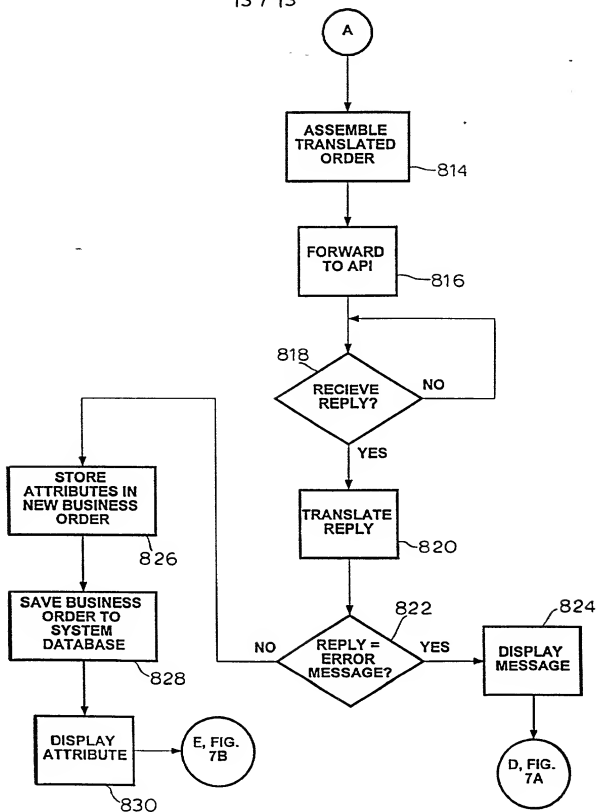 13 / 13
A
ASSEMBLE
TRANSLATED
ORDER
814
FORWARD
TO API
816
818
RECIEVE
REPLY?
NO
YES
STORE
ATTRIBUTES IN
NEW BUSINESS
ORDER
826
TRANSLATE
REPLY
820
SAVE BUSINESS
ORDER TO
SYSTEM
DATABASE
828
822
REPLY =
ERROR
MESSAGE?
NO
YES
824
DISPLAY
MESSAGE
DISPLAY
ATTRIBUTE
830
E, FIG.
7B
D, FIG.
7A